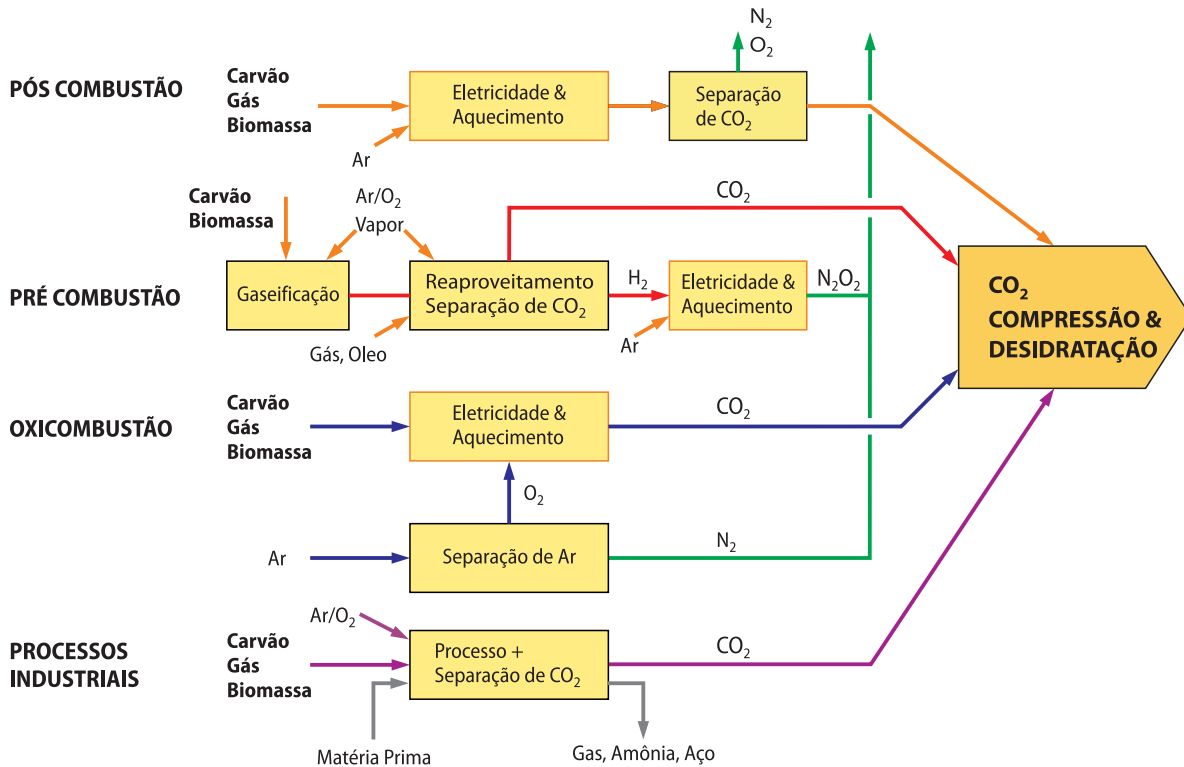 N₂
O₂
PÓS COMBUSTÃO
Carvão
Gás
Biomassa
Ar
Eletricidade &
Aquecimento
Separação
de CO₂
PRÉ COMBUSTÃO
Carvão
Biomassa
Ar/O₂
Vapor
Gaseificação
Gás, Oleo
Reaproveitamento
Separação de CO₂
CO₂
H₂
Ar
Eletricidade &
Aquecimento
N₂O₂
CO₂
COMPRESSÃO &
DESIDRATAÇÃO
OXICOMBUSTÃO
Carvão
Gás
Biomassa
Eletricidade &
Aquecimento
CO₂
O₂
Ar
Separação de Ar
N₂
PROCESSOS
INDUSTRIAIS
Ar/O₂
Carvão
Gás
Biomassa
Matéria Prima
Processo +
Separação de CO₂
CO₂
Gas, Amônia, Aço